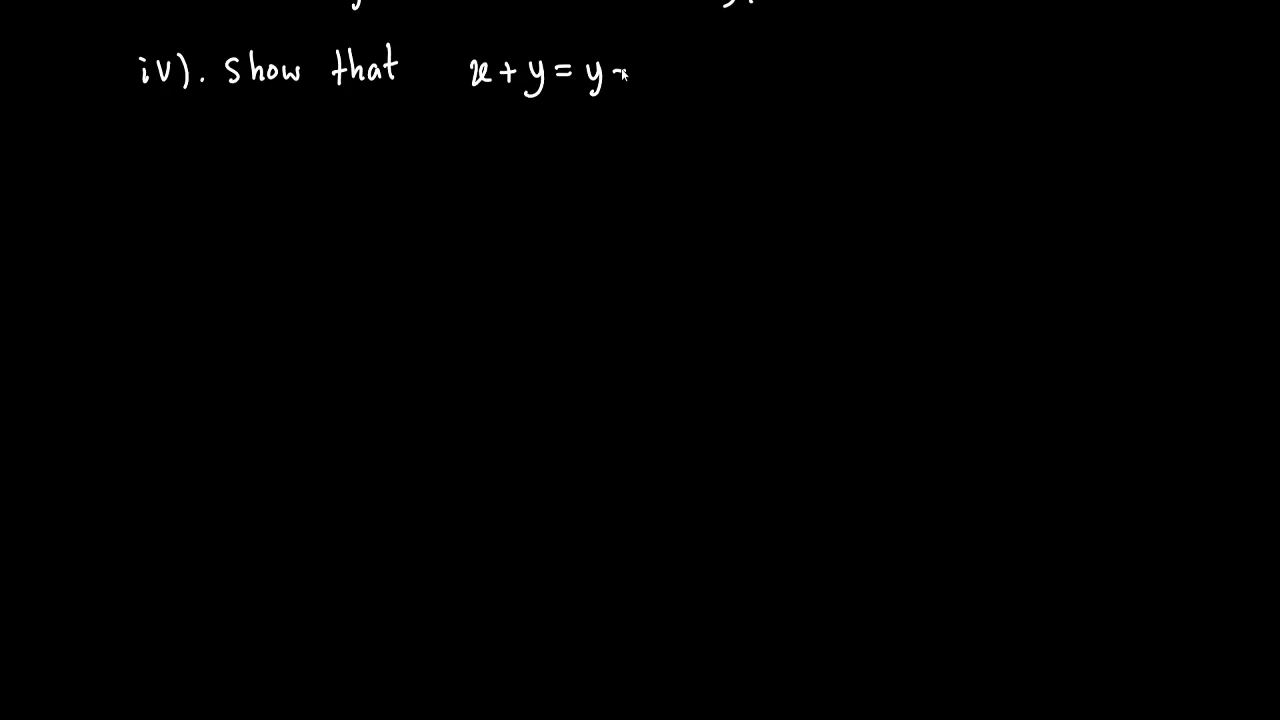 iv). show that x + y = y -